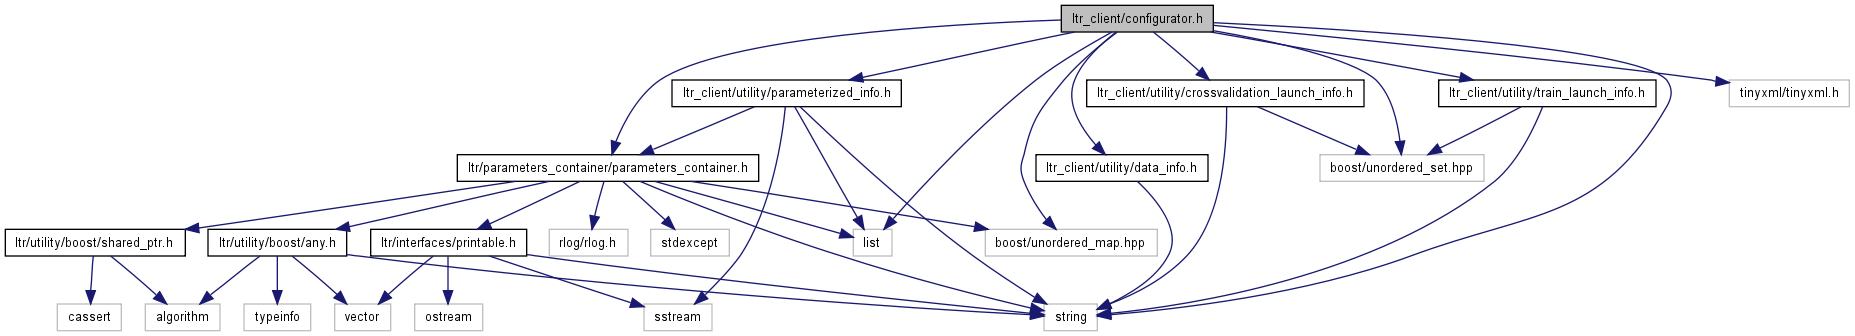 ltr_client/configurator.h
ltr_client/utility/parameterized_info.h
ltr_client/utility/crossvalidation_launch_info.h
ltr_client/utility/train_launch_info.h
tinyxml/tinyxml.h
ltr/parameters_container/parameters_container.h
ltr_client/utility/data_info.h
boost/unordered_set.hpp
ltr/utility/boost/shared_ptr.h
ltr/utility/boost/any.h
ltr/interfaces/printable.h
rlog/rlog.h
stdexcept
list
boost/unordered_map.hpp
cassert
algorithm
typeinfo
vector
ostream
sstream
string